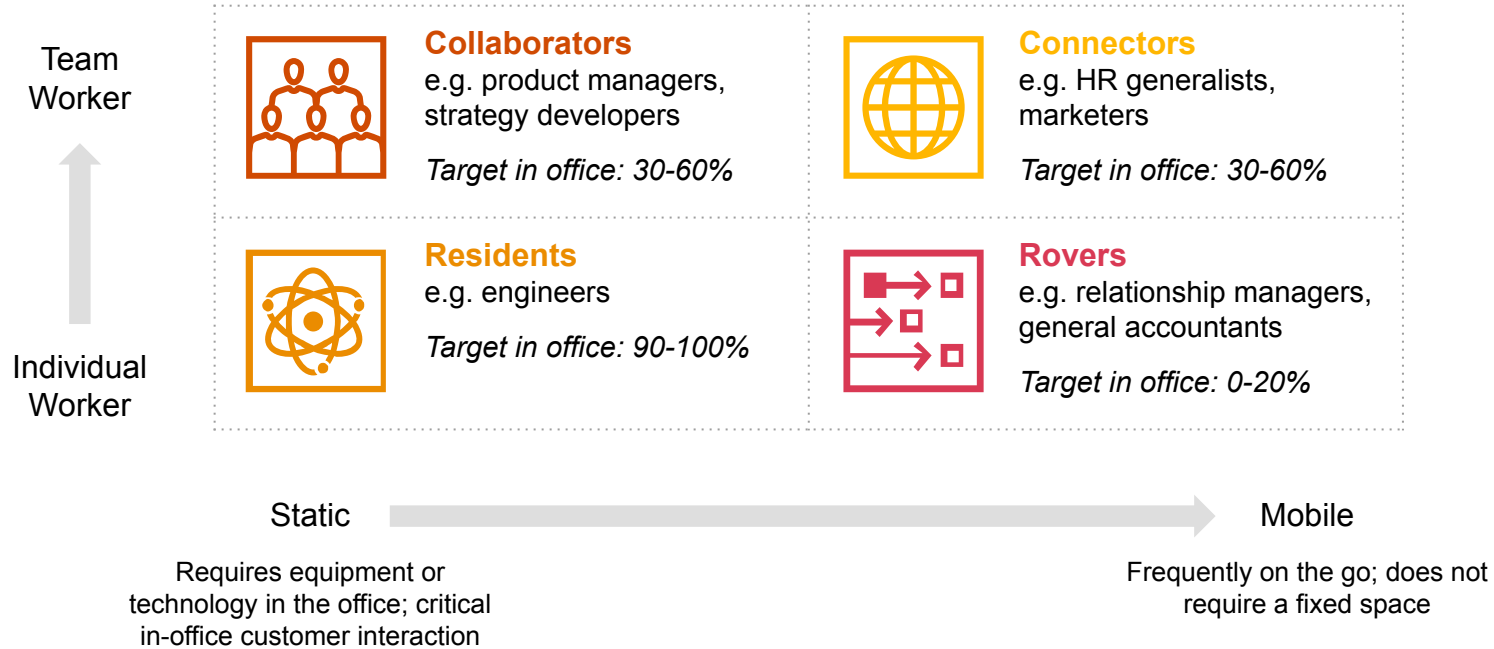 Team
Worker
Collaborators
e.g. product managers,
strategy developers
Target in office: 30-60%
Connectors
e.g. HR generalists,
marketers
Target in office: 30-60%
Individual
Worker
Residents
e.g. engineers
Target in office: 90-100%
Rovers
e.g. relationship managers,
general accountants
Target in office: 0-20%
Static
Requires equipment or
technology in the office; critical
in-office customer interaction
Mobile
Frequently on the go; does not
require a fixed space